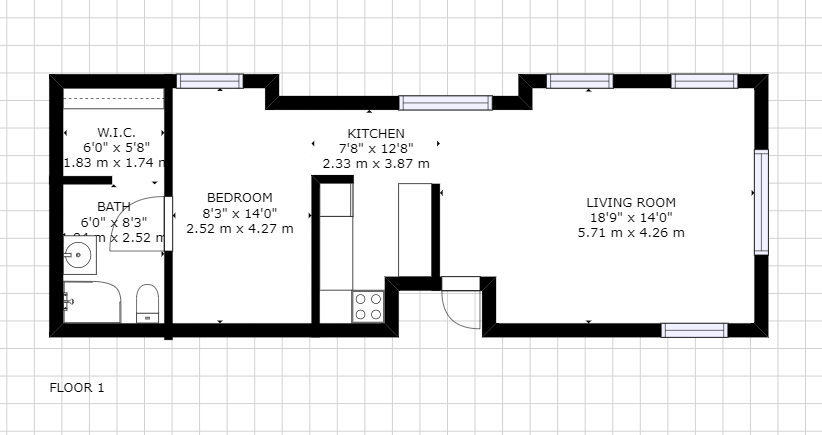 W.I.C.
6'0" x 5'8"
1.83 m x 1.74 m
BATH
6'0" x 8'3"
m x 2.52 m
BEDROOM
8'3" x 14'0"
2.52 m x 4.27 m
KITCHEN
7'8" x 12'8"
2.33 m x 3.87 m
LIVING ROOM
18'9" x 14'0"
5.71 m x 4.26 m
FLOOR 1